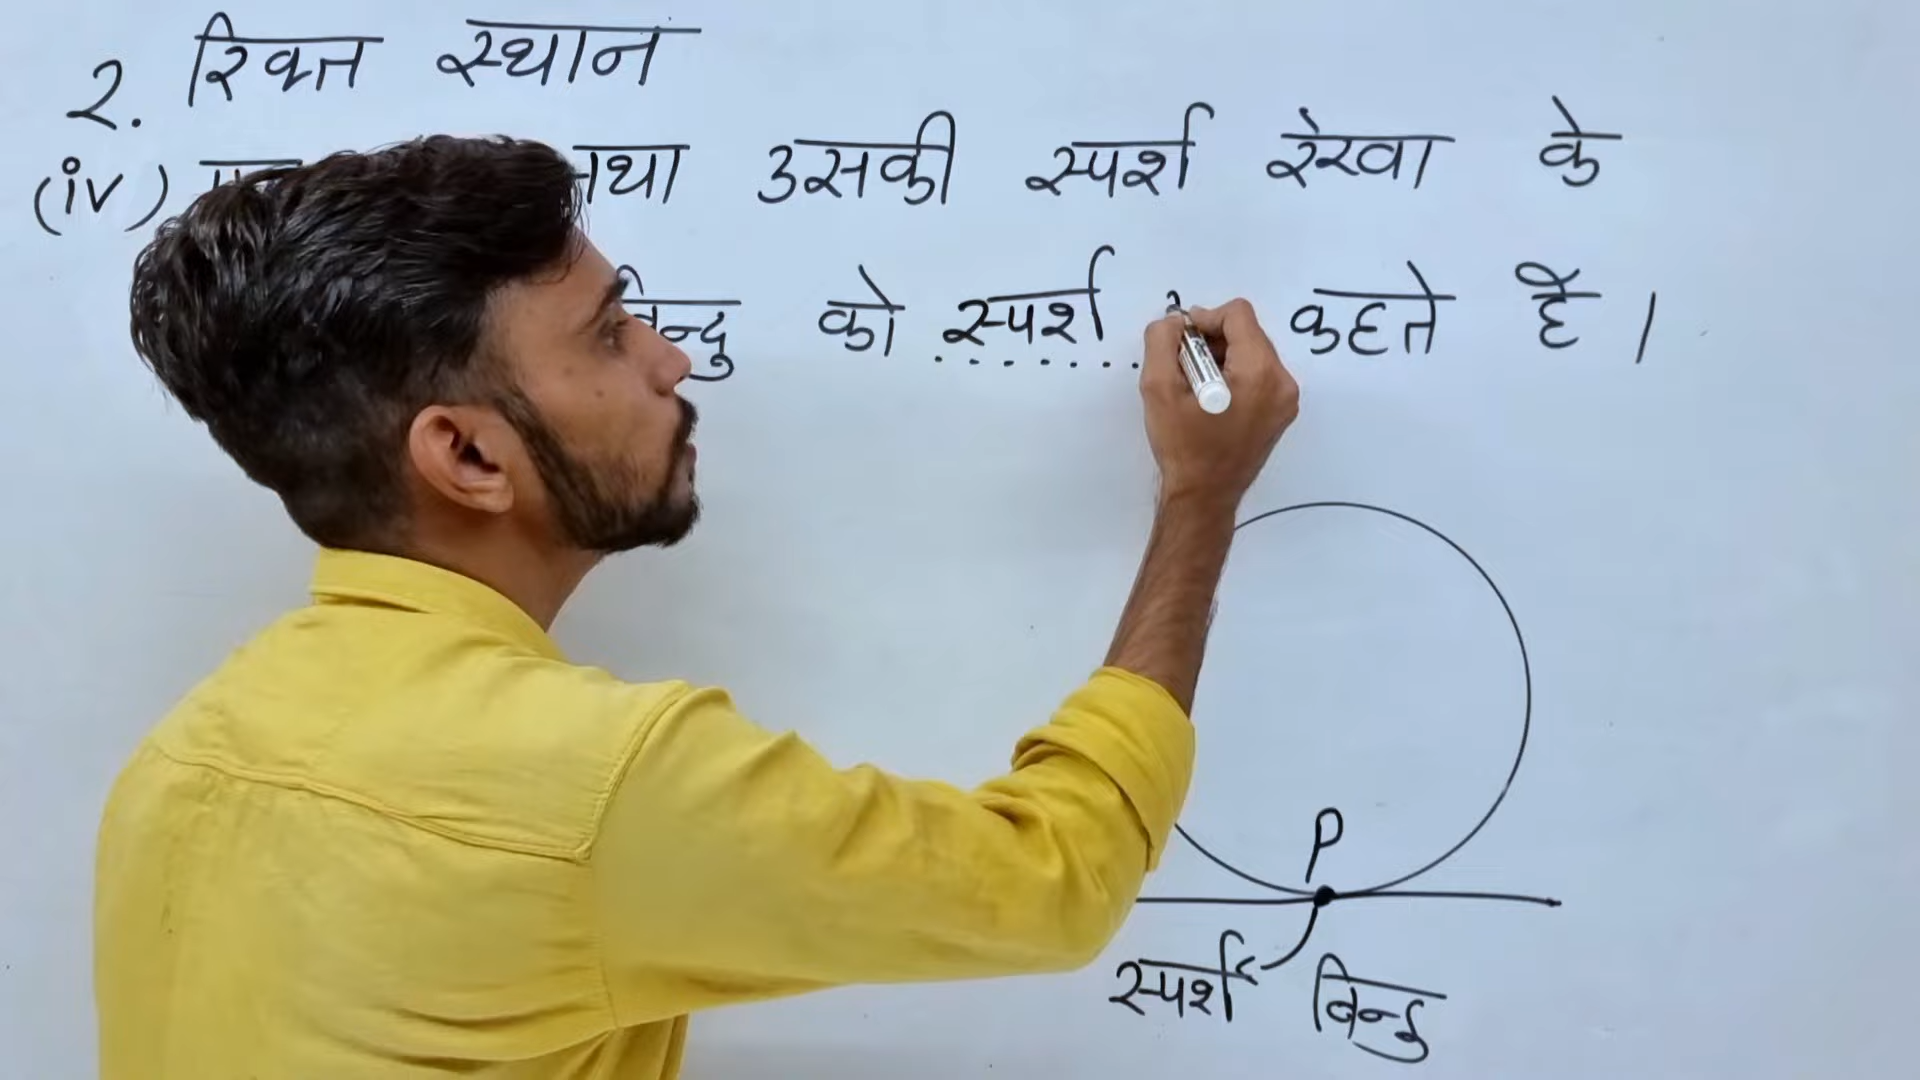 2. रिक्त स्थान
(iv) तथा उसकी स्पर्श रेखा के
बिन्दु को स्पर्श कहते है।
P
स्पर्श बिन्दु